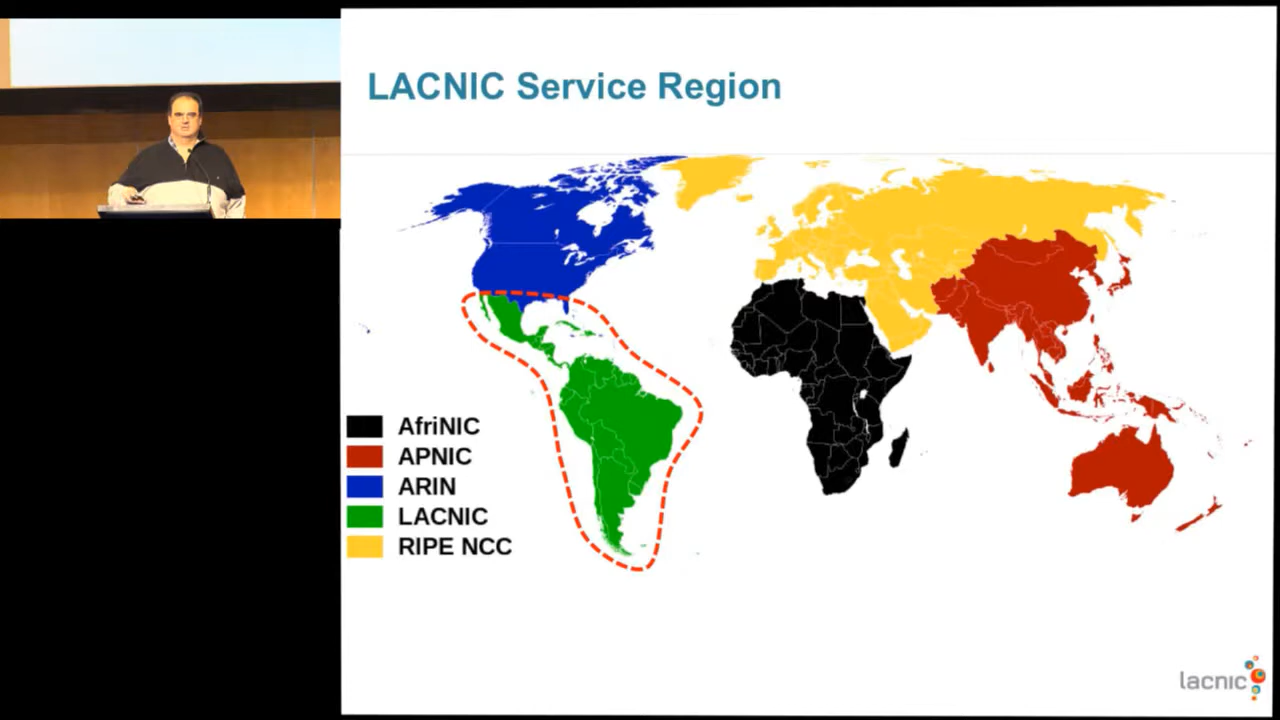 LACNIC Service Region
AfriNIC
APNIC
ARIN
LACNIC
RIPE NCC
lacnic